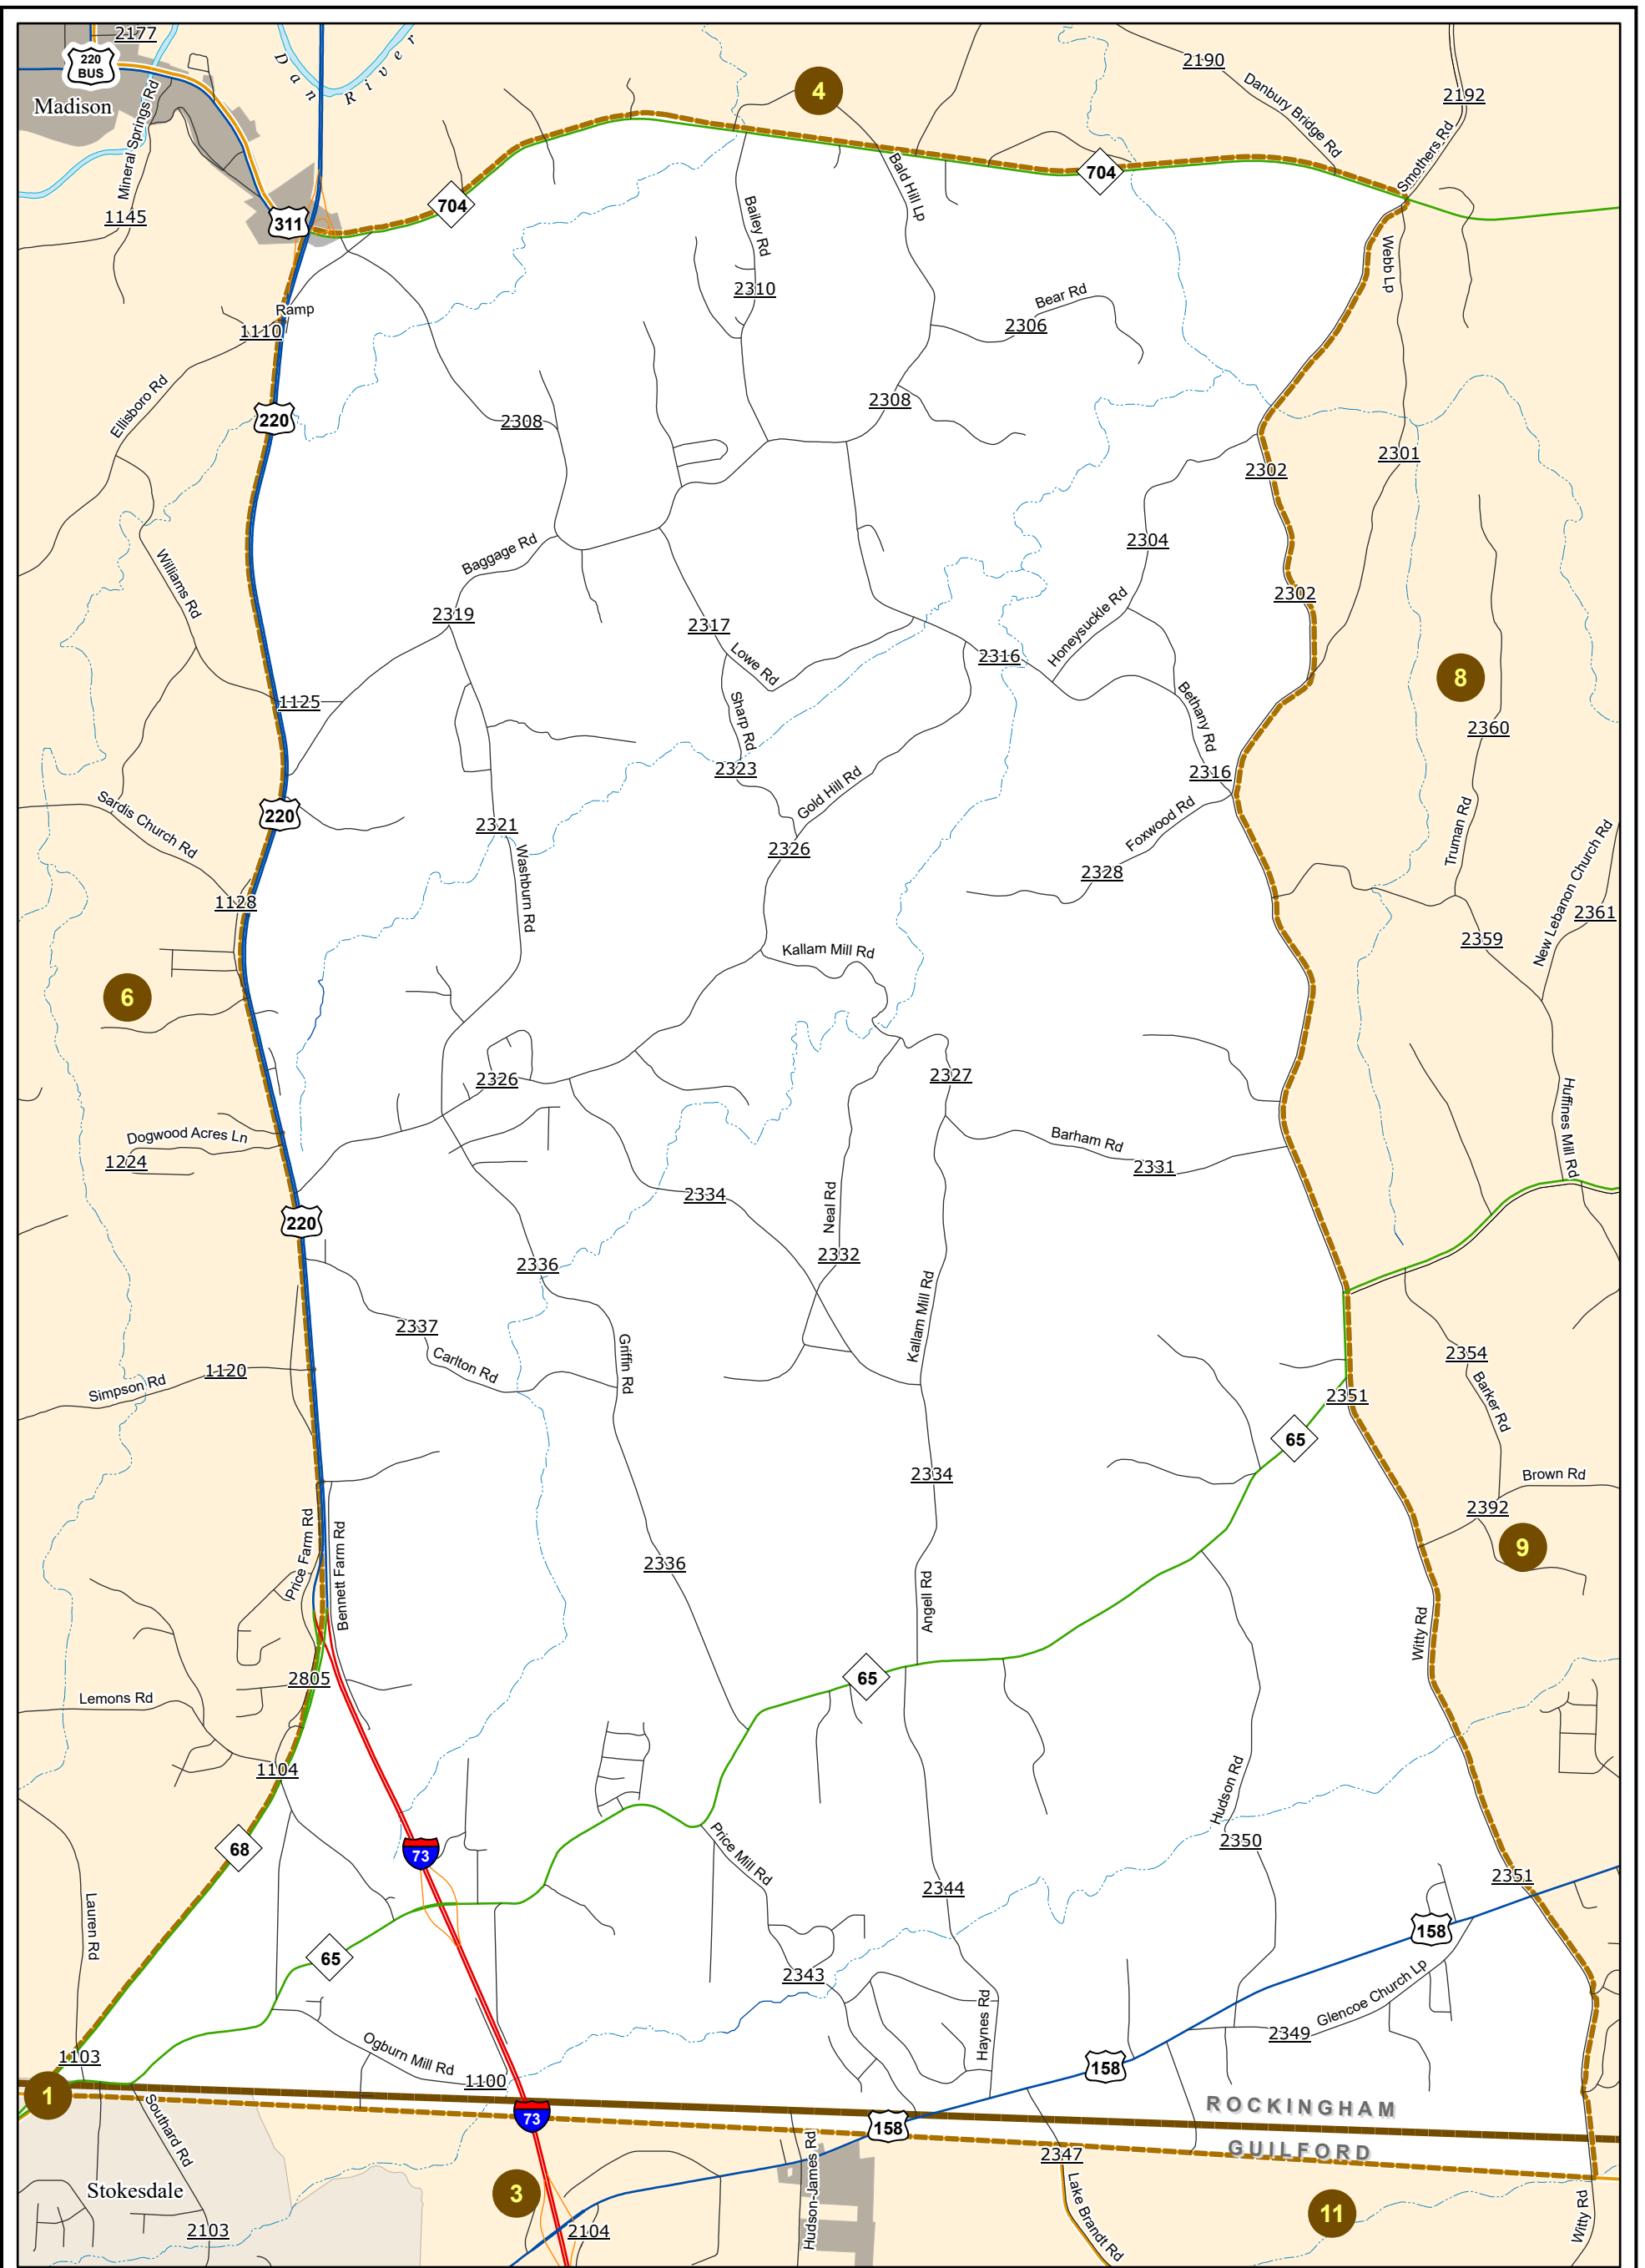 2177
220
BUS
Madison
Mineral Springs Rd
Dan River
4
2190
Danbury Bridge Rd
2192
Smothers Rd
704
704
Bald Hill Lp
1145
311
Bailey Rd
Webb Lp
2310
Bear Rd
2306
Ramp
1110
Ellisboro Rd
220
2308
2308
2301
2302
2304
Baggage Rd
Williams Rd
2302
2319
2317
Honeysuckle Rd
2316
Lowe Rd
8
1125
Sharp Rd
Bethany Rd
2360
2323
2316
Gold Hill Rd
220
Sardis Church Rd
2321
Foxwood Rd
Truman Rd
New Lebanon Church Rd
2326
Washburn Rd
2328
1128
2361
2359
Kallam Mill Rd
6
2326
2327
Huffines Mill Rd
Dogwood Acres Ln
1224
Barham Rd
2331
2334
Neal Rd
220
2332
2336
Kallam Mill Rd
2337
Carlton Rd
Griffin Rd
2354
1120
Simpson Rd
2351
Barker Rd
65
2334
Brown Rd
2392
Price Farm Rd
Bennett Farm Rd
9
2336
Angell Rd
Witty Rd
2805
65
Lemons Rd
1104
Hudson Rd
68
73
Price Mill Rd
2350
2344
2351
Lauren Rd
158
65
2343
Glencoe Church Lp
Haynes Rd
2349
Ogburn Mill Rd
1103
158
1100
1
73
158
ROCKINGHAM
GUILFORD
Southard Rd
Hudson-James Rd
2347
Stokesdale
3
Lake Brandt Rd
11
Witty Rd
2103
2104